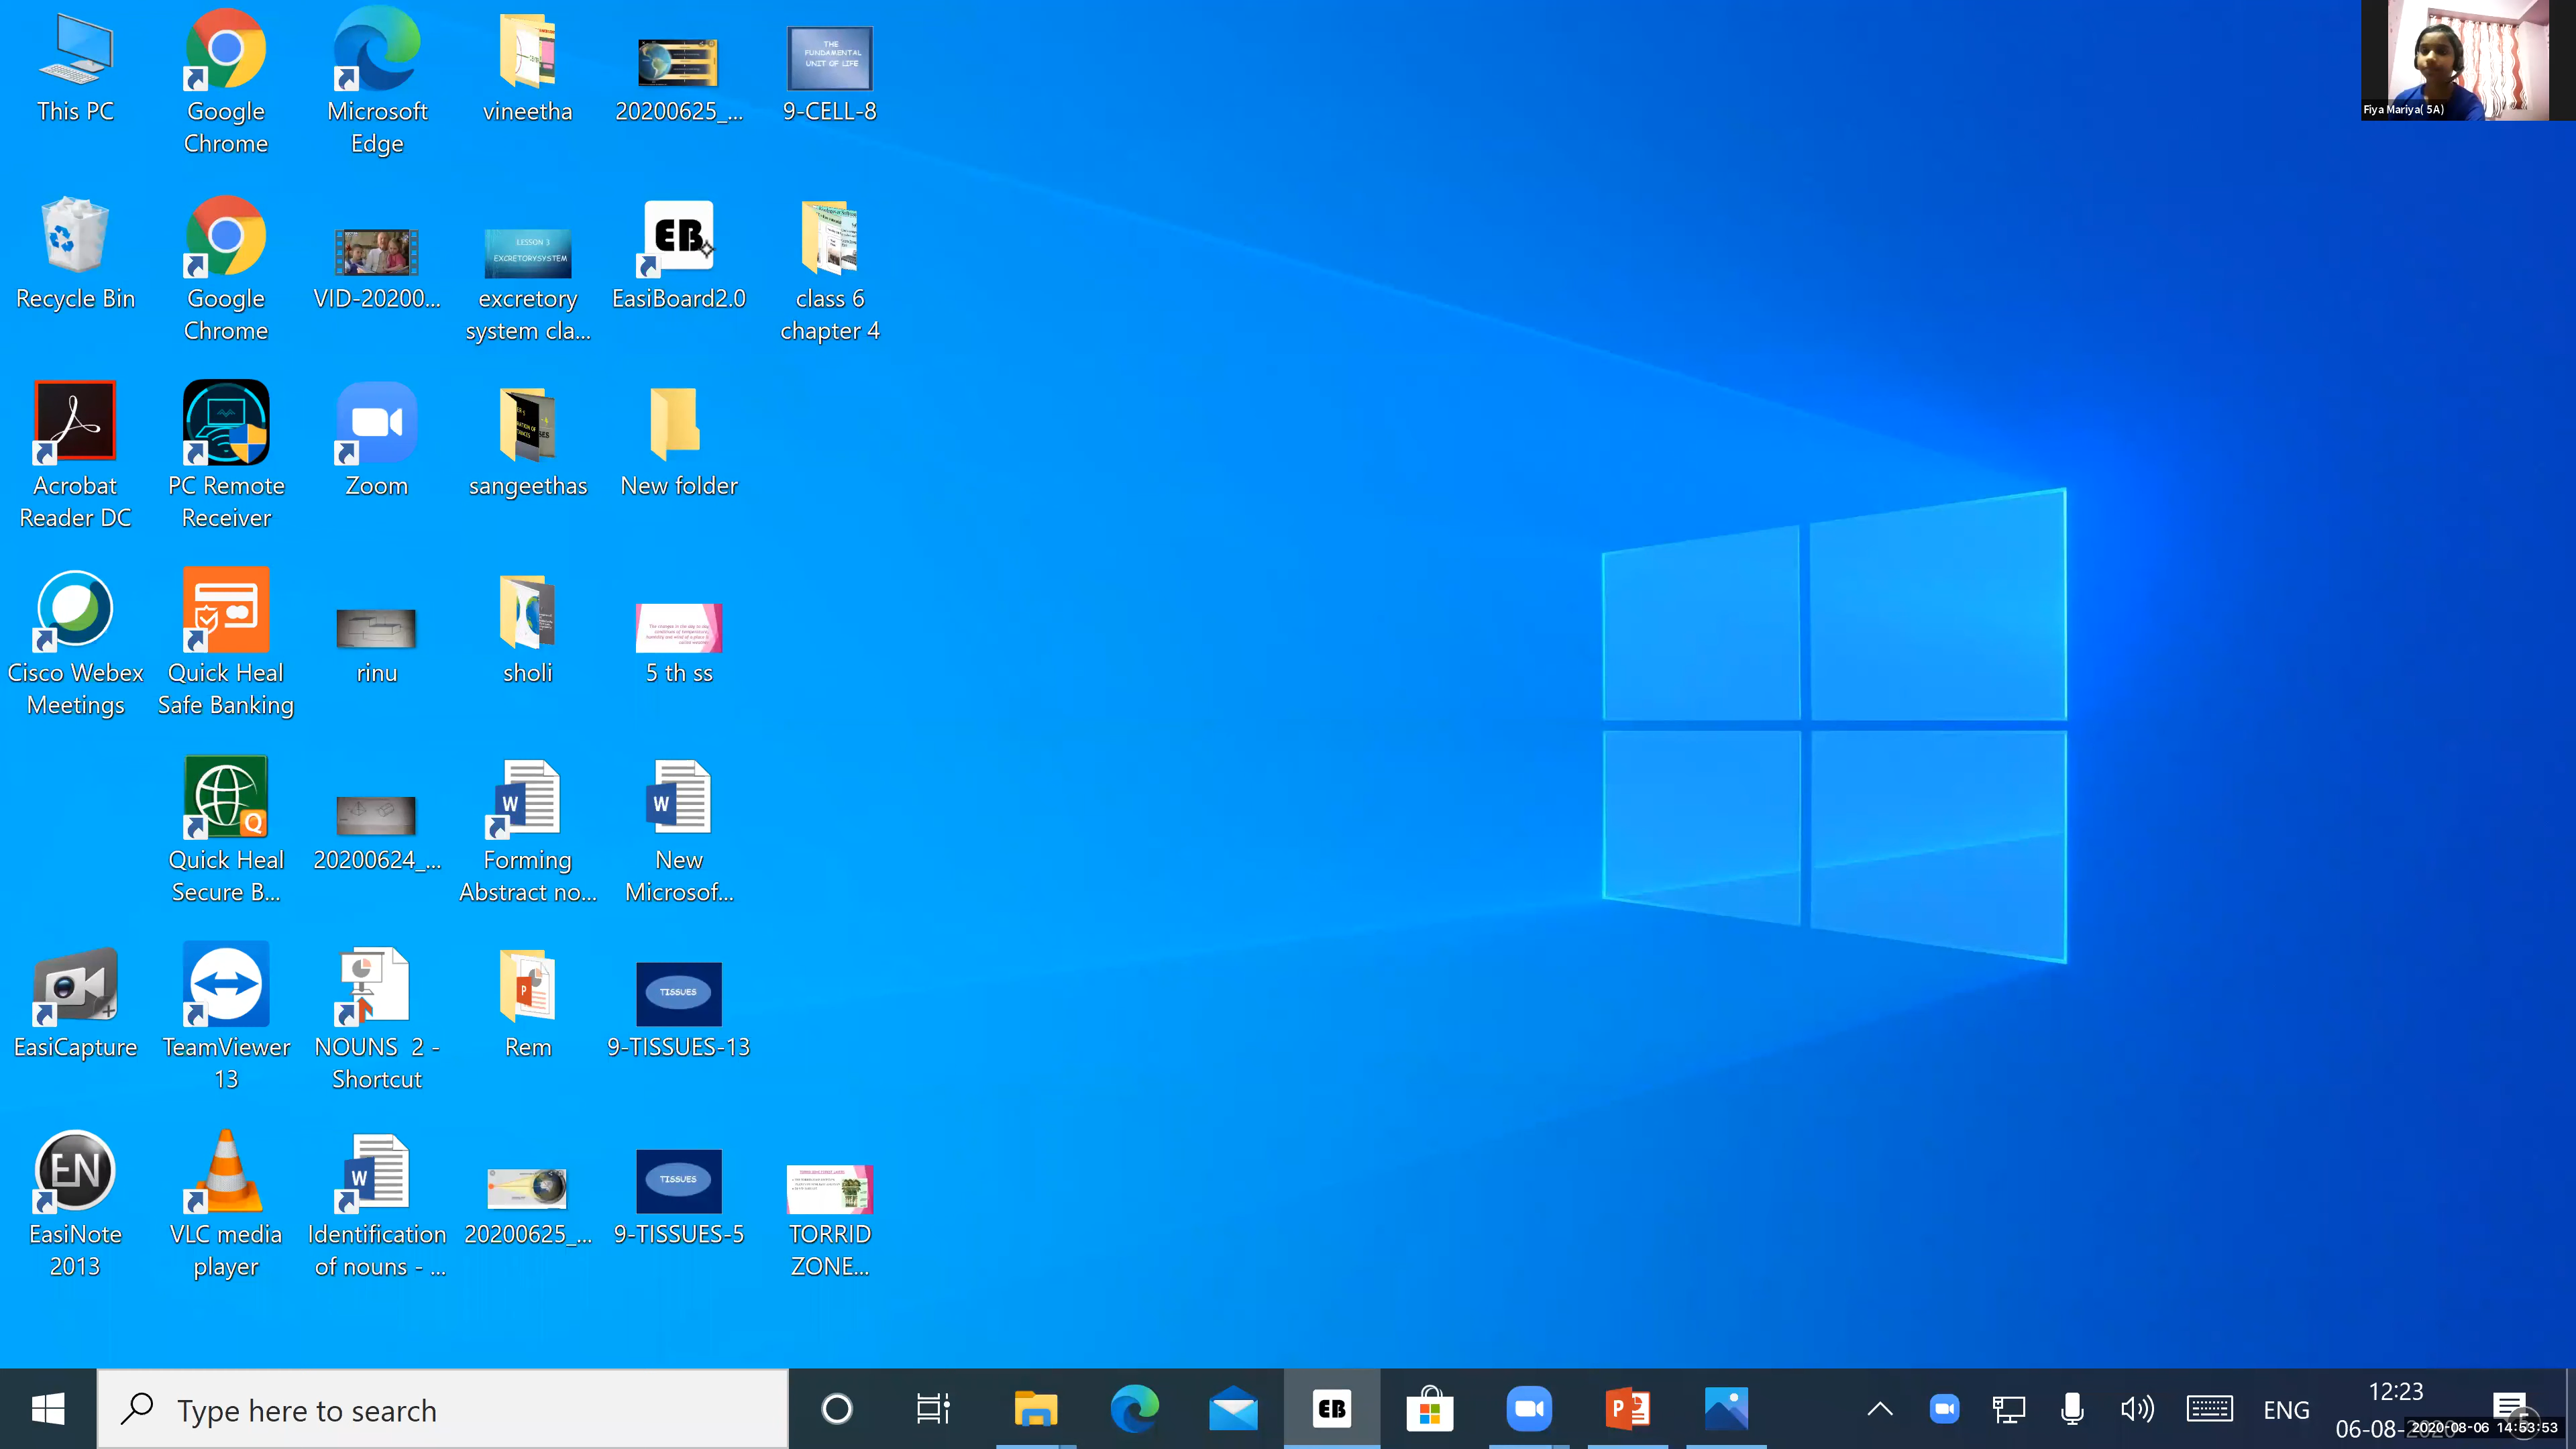 This PC
Google
Chrome
Microsoft
Edge
vineetha
20200625_...
THE
FUNDAMENTAL
UNIT OF LIFE
9-CELL-8
Fiya Mariya( 5A)
Recycle Bin
Google
Chrome
VID-20200...
LESSON 3
EXCRETORYSYSTEM
excretory
system cla...
EB
EasiBoard2.0
class 6
chapter 4
Acrobat
Reader DC
PC Remote
Receiver
Zoom
sangeethas
New folder
Cisco Webex
Meetings
Quick Heal
Safe Banking
rinu
sholi
5 th ss
Quick Heal
Secure B...
20200624_...
W
Forming
Abstract no...
W
New
Microsof...
EasiCapture
TeamViewer
13
NOUNS 2 -
Shortcut
P
Rem
TISSUES
9-TISSUES-13
EN
EasiNote
2013
VLC media
player
W
Identification
of nouns - ...
20200625_...
TISSUES
9-TISSUES-5
TORRID
ZONE...
Type here to search
EB
P
ENG
12:23
06-08-2020
2020-08-06 14:53:53